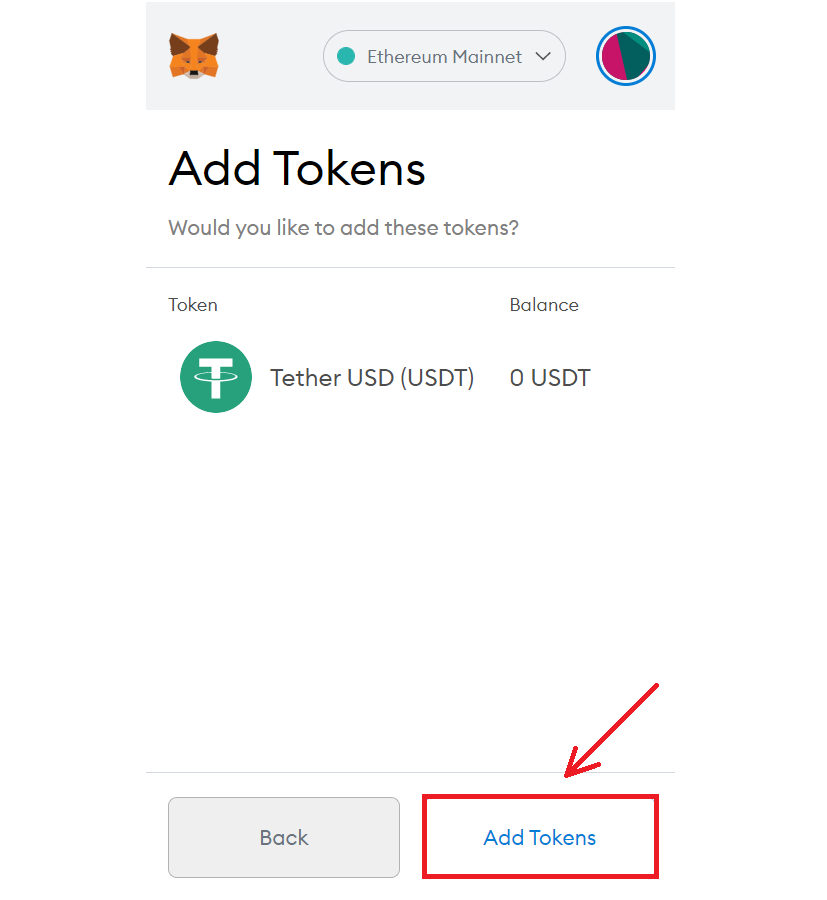 Ethereum Mainnet
Add Tokens
Would you like to add these tokens?
Token Balance
Tether USD (USDT) 0 USDT
Back Add Tokens